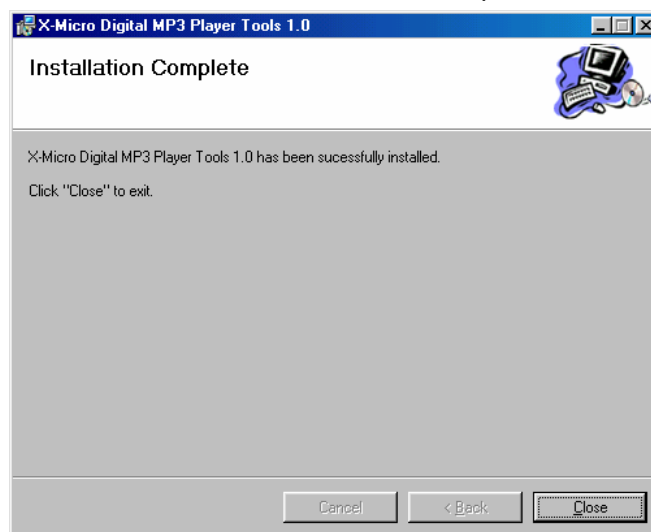 X-Micro Digital MP3 Player Tools 1.0
Installation Complete
X-Micro Digital MP3 Player Tools 1.0 has been sucessfully installed.
Click "Close" to exit.
Cancel < Back Close